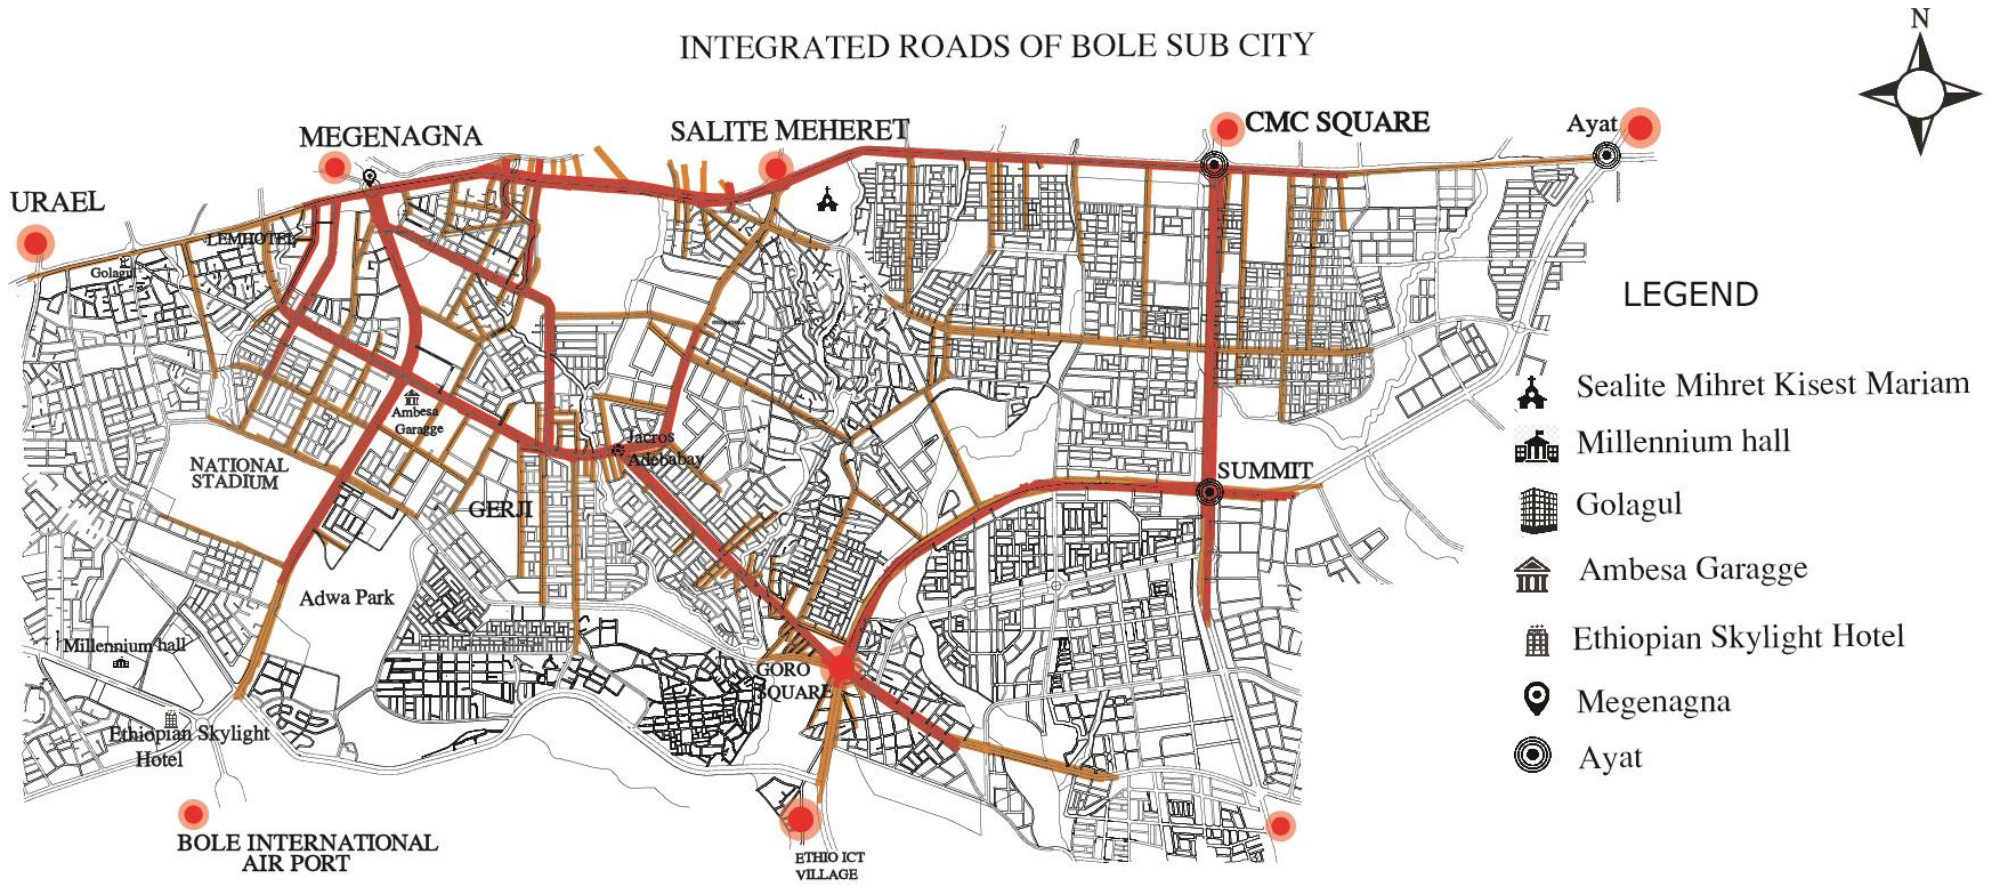 N
INTEGRATED ROADS OF BOLE SUB CITY
MEGENAGNA
SALITE MEHERET
CMC SQUARE
Ayat
URAEL
LEMHOTEL
Golagul
LEGEND
Sealite Mihret Kisest Mariam
Millennium hall
Golagul
Ambesa Garagge
Ethiopian Skylight Hotel
Megenagna
Ayat
Ambesa
Garagge
Jacros
Adebabay
NATIONAL
STADIUM
GERJI
SUMMIT
Adwa Park
Millennium hall
GORO
SQUARE
Ethiopian Skylight
Hotel
BOLE INTERNATIONAL
AIR PORT
ETHIO ICT
VILLAGE